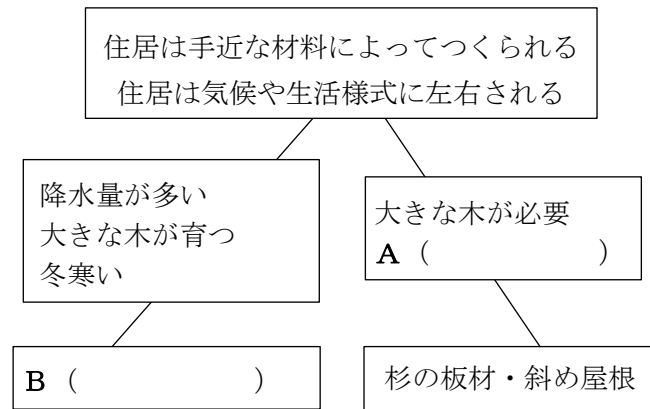 住居は手近な材料によってつくられる
住居は気候や生活様式に左右される
降水量が多い
大きな木が育つ
冬寒い
大きな木が必要
A（　　　　　　）
B（　　　　　　）
杉の板材・斜め屋根